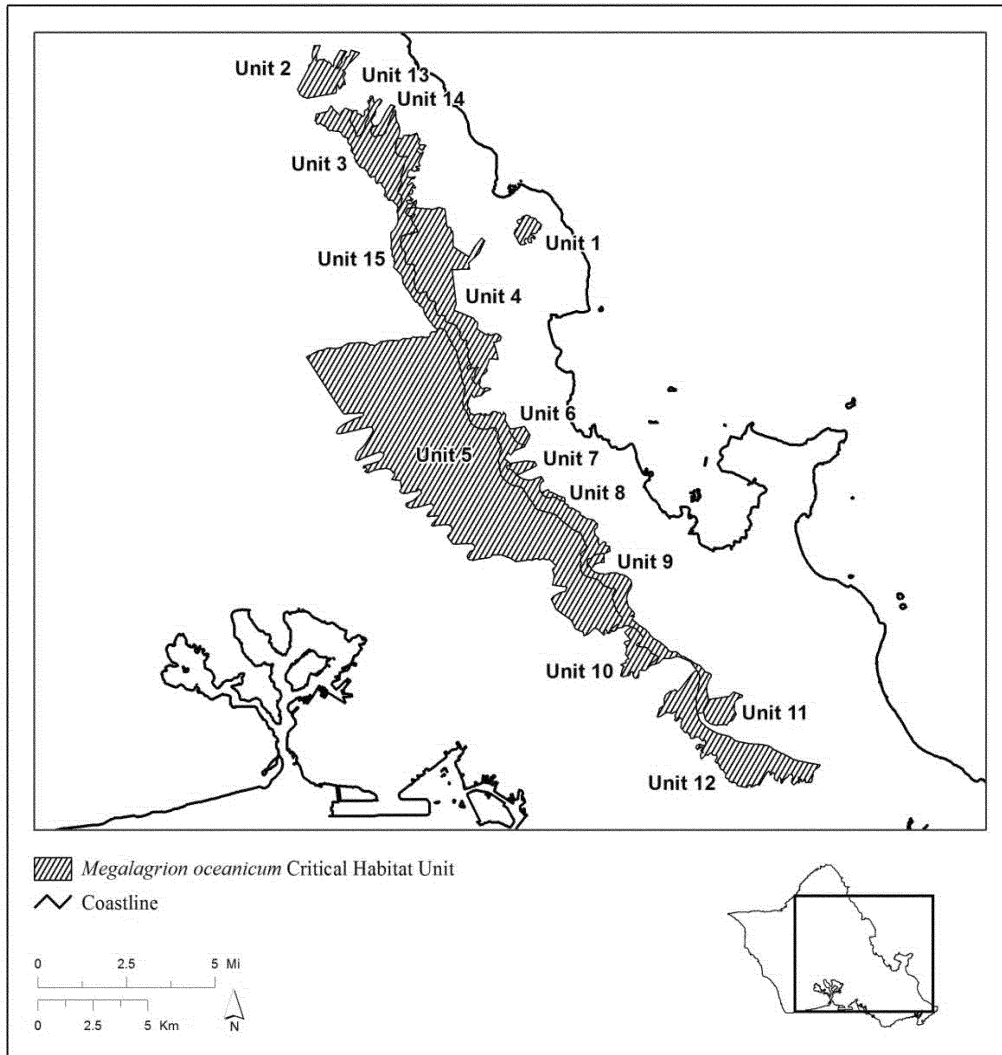 Unit 2
Unit 13
Unit 14
Unit 3
Unit 1
Unit 15
Unit 4
Unit 6
Unit 5
Unit 7
Unit 8
Unit 9
Unit 10
Unit 11
Unit 12
Megalagrion oceanicum Critical Habitat Unit
Coastline
0 2.5 5 Mi
0 2.5 5 Km
N